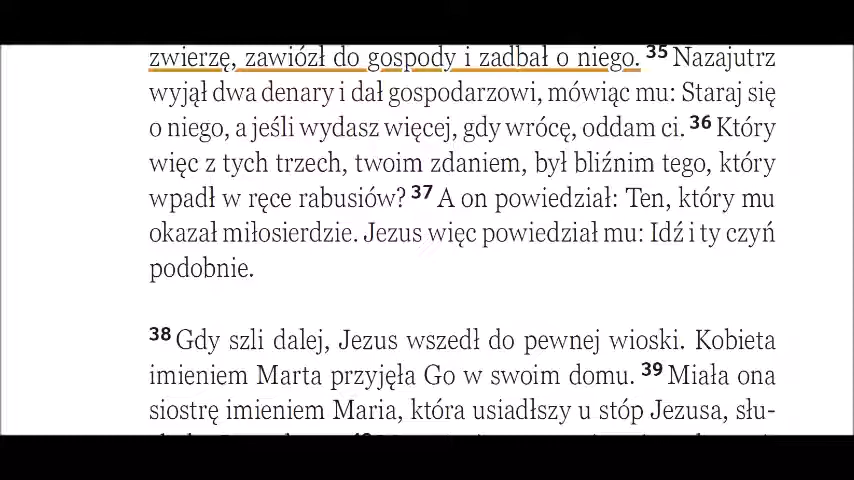 zwierzę, zawiózł do gospody i zadbał o niego. 35 Nazajutrz
wyjął dwa denary i dał gospodarzowi, mówiąc mu: Staraj się
o niego, a jeśli wydasz więcej, gdy wrócę, oddam ci. 36 Który
więc z tych trzech, twoim zdaniem, był bliźnim tego, który
wpadł w ręce rabusiów? 37 A on powiedział: Ten, który mu
okazał miłosierdzie. Jezus więc powiedział mu: Idź i ty czyń
podobnie.
38 Gdy szli dalej, Jezus wszedł do pewnej wioski. Kobieta
imieniem Marta przyjęła Go w swoim domu. 39 Miała ona
siostrę imieniem Maria, która usiadłszy u stóp Jezusa, słu-